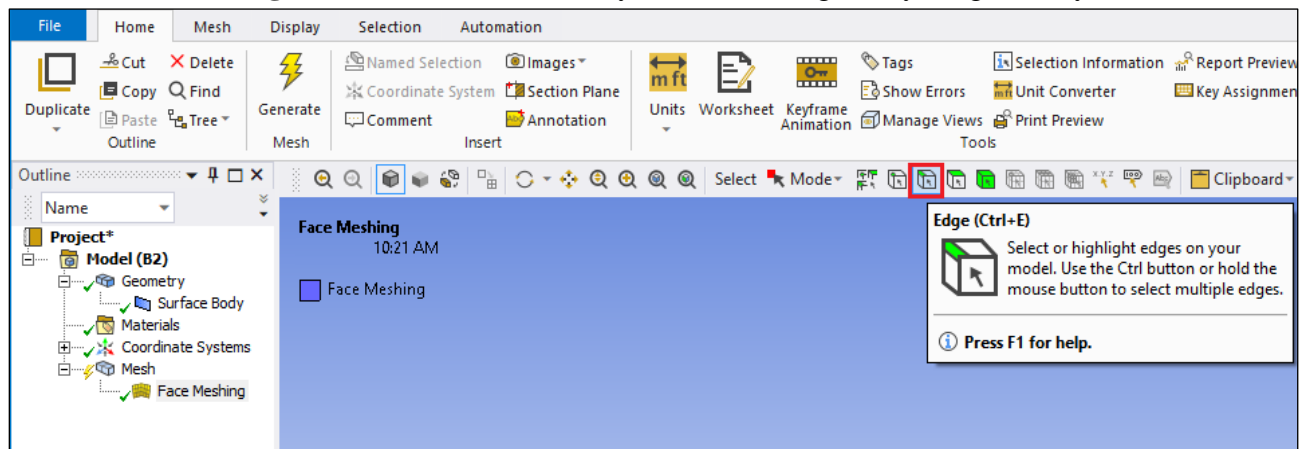 File Home Mesh Display Selection Automation
Duplicate
Cut Delete
Copy Find
Paste Tree
Outline
Generate
Mesh
Named Selection Images
Coordinate System Section Plane
Comment Annotation
Insert
m ft
Units Worksheet Keyframe Animation
Tags Selection Information Report Preview
Show Errors Unit Converter Key Assignmen
Manage Views Print Preview
Tools
Outline
Select Mode Clipboard
Name
Project*
Model (B2)
Geometry
Surface Body
Materials
Coordinate Systems
Mesh
Face Meshing
Face Meshing
10:21 AM
Face Meshing
Edge (Ctrl+E)
Select or highlight edges on your
model. Use the Ctrl button or hold the
mouse button to select multiple edges.
Press F1 for help.